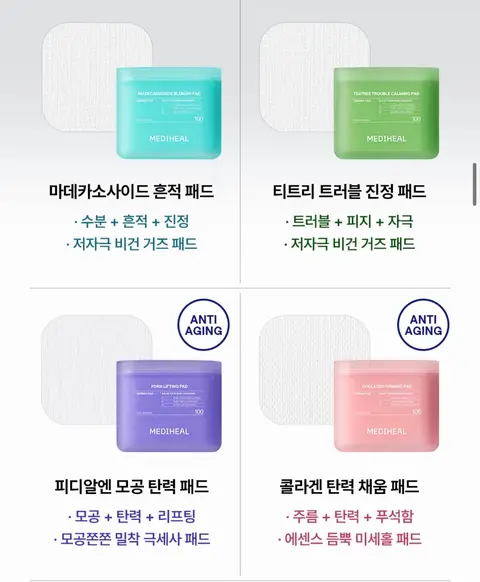 MADECASSOSIDE BLEMISH PAD
100
MEDIHEAL
TEATREE TROUBLE CALMING PAD
100
MEDIHEAL
마데카소사이드 흔적 패드
· 수분 + 흔적 + 진정
· 저자극 비건 거즈 패드
티트리 트러블 진정 패드
· 트러블 + 피지 + 자극
· 저자극 비건 거즈 패드
ANTI
AGING
PORE LIFTING PAD
100
MEDIHEAL
ANTI
AGING
COLLAGEN FIRMING PAD
100
MEDIHEAL
피디알엔 모공 탄력 패드
· 모공 + 탄력 + 리프팅
· 모공쫀쫀 밀착 극세사 패드
콜라겐 탄력 채움 패드
· 주름 + 탄력 + 푸석함
· 에센스 듬뿍 미세홀 패드